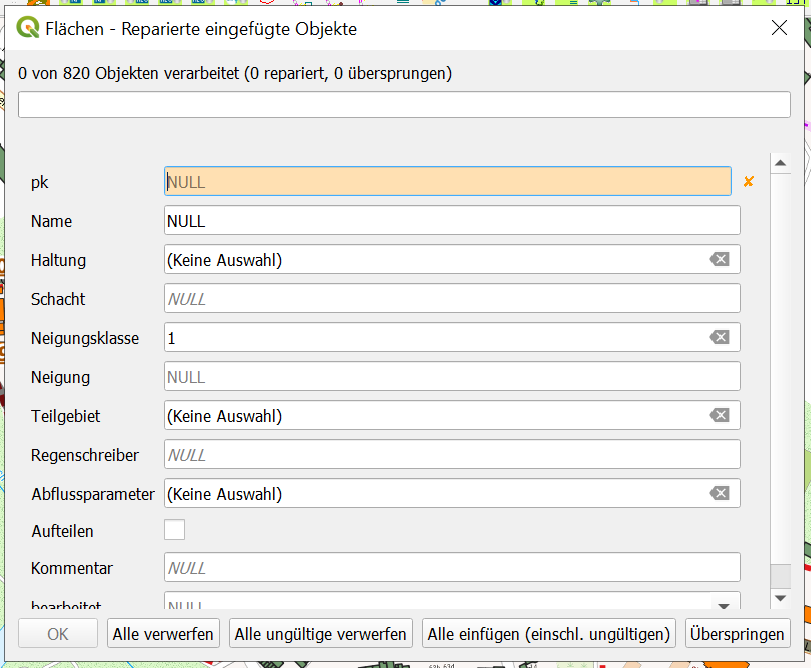 Flächen - Reparierte eingefügte Objekte
0 von 820 Objekten verarbeitet (0 repariert, 0 übersprungen)
pk NULL
Name NULL
Haltung (Keine Auswahl)
Schacht NULL
Neigungsklasse 1
Neigung NULL
Teilgebiet (Keine Auswahl)
Regenschreiber NULL
Abflussparameter (Keine Auswahl)
Aufteilen
Kommentar NULL
bearbeitet NULL
OK Alle verwerfen Alle ungültige verwerfen Alle einfügen (einschl. ungültigen) Überspringen